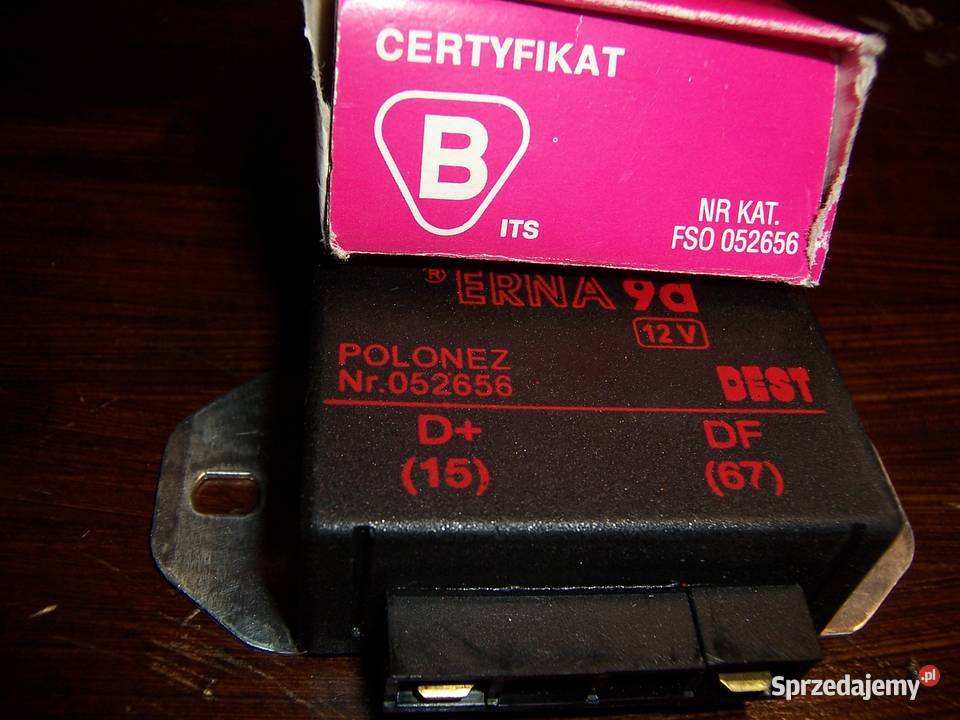 CERTYFIKAT
B
ITS
NR KAT.
FSO 052656
® ERNA 9a
12 V
POLONEZ
Nr.052656
BEST
D+
DF
(15)
(67)
Sprzedajemy.pl